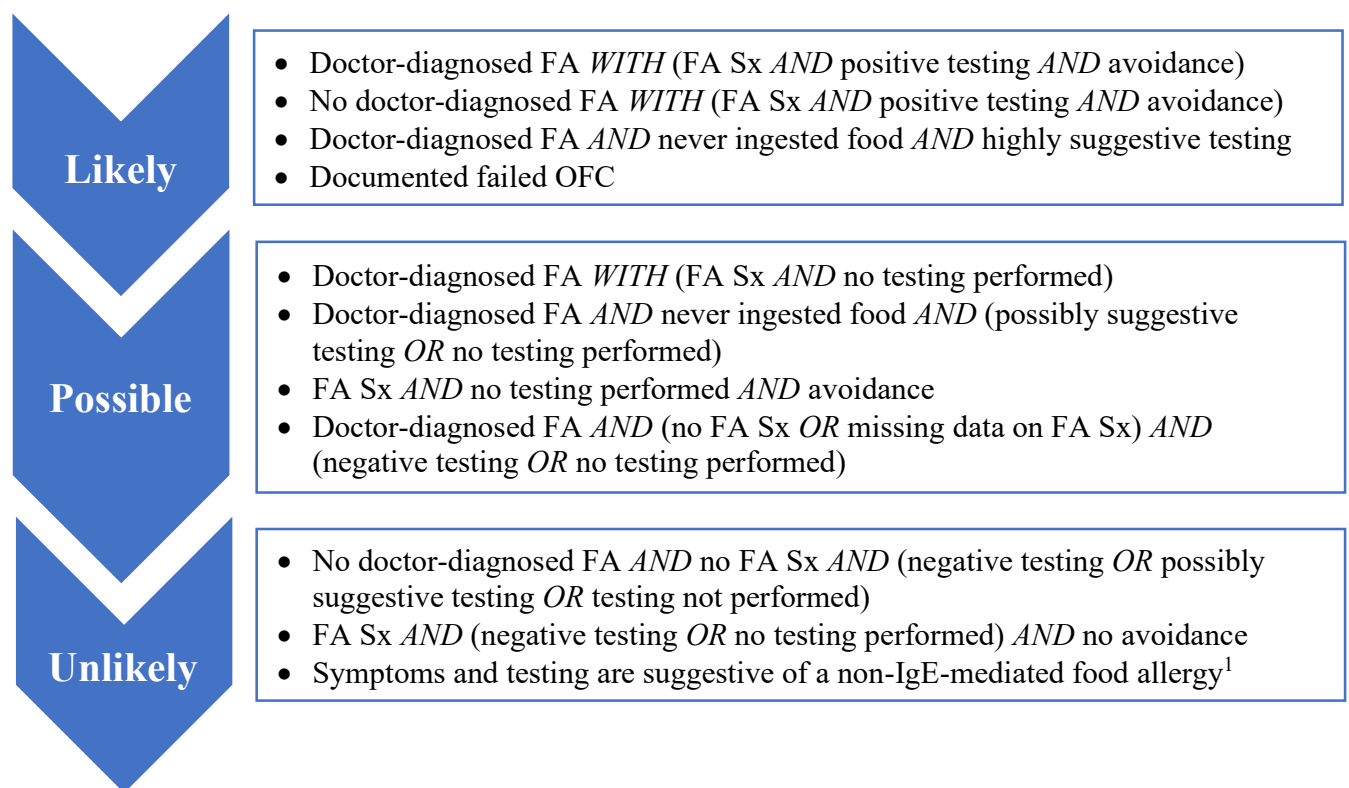 Likely
• Doctor-diagnosed FA WITH (FA Sx AND positive testing AND avoidance)
• No doctor-diagnosed FA WITH (FA Sx AND positive testing AND avoidance)
• Doctor-diagnosed FA AND never ingested food AND highly suggestive testing
• Documented failed OFC
Possible
• Doctor-diagnosed FA WITH (FA Sx AND no testing performed)
• Doctor-diagnosed FA AND never ingested food AND (possibly suggestive
testing OR no testing performed)
• FA Sx AND no testing performed AND avoidance
• Doctor-diagnosed FA AND (no FA Sx OR missing data on FA Sx) AND
(negative testing OR no testing performed)
Unlikely
• No doctor-diagnosed FA AND no FA Sx AND (negative testing OR possibly
suggestive testing OR testing not performed)
• FA Sx AND (negative testing OR no testing performed) AND no avoidance
• Symptoms and testing are suggestive of a non-IgE-mediated food allergy¹